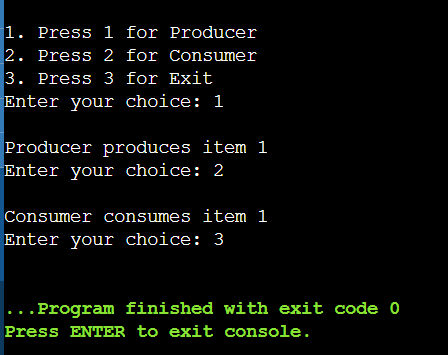 1. Press 1 for Producer
2. Press 2 for Consumer
3. Press 3 for Exit
Enter your choice: 1
Producer produces item 1
Enter your choice: 2
Consumer consumes item 1
Enter your choice: 3
...Program finished with exit code 0
Press ENTER to exit console.